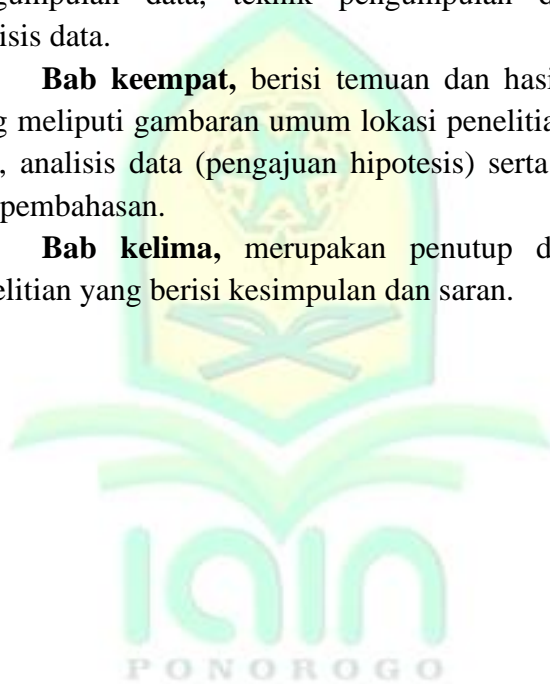 gumpulan data, teknik pengumpulan d
isis data.
Bab keempat, berisi temuan dan hasi
g meliputi gambaran umum lokasi penelitia
, analisis data (pengajuan hipotesis) serta
pembahasan.
Bab kelima, merupakan penutup d
elitian yang berisi kesimpulan dan saran.
iain
PONOROGO